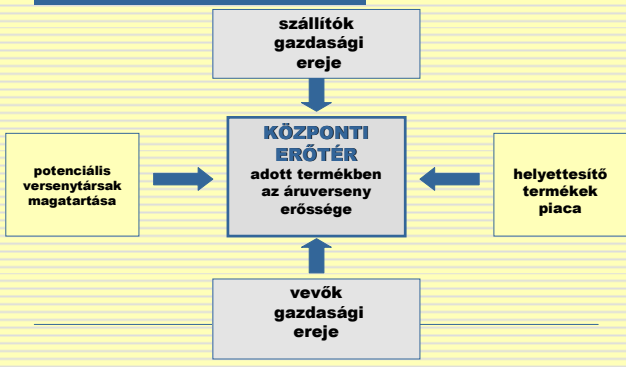 szállítók
gazdasági
ereje
KÖZPONTI
ERŐTÉR
adott termékben
az áruverseny
erőssége
potenciális
versenytársak
magatartása
helyettesítő
termékek
piaca
vevők
gazdasági
ereje